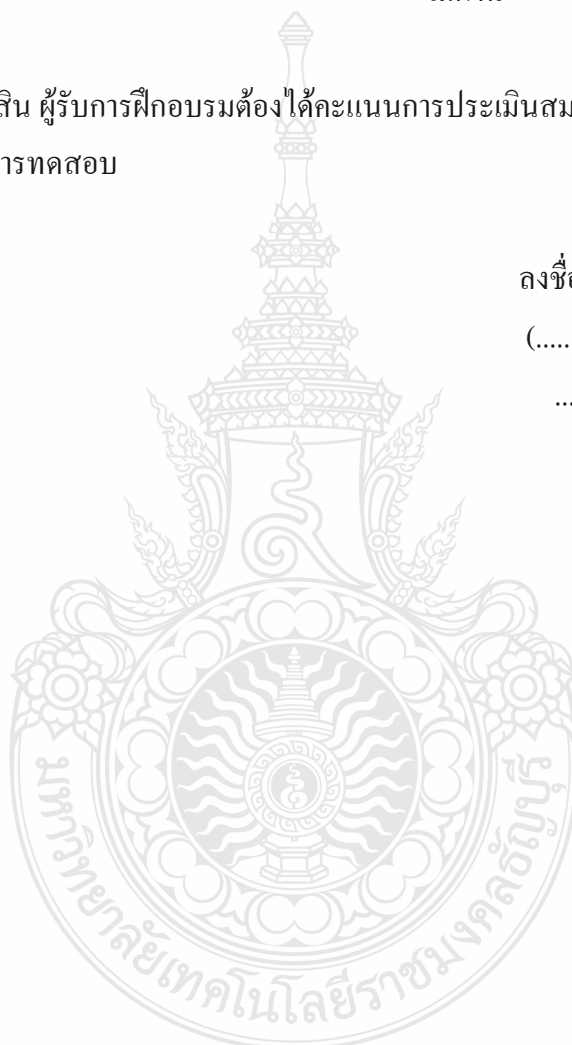 สิน ผู้รับการฝึกอบรมต้องได้คะแนนการประเมินสม
ารทดสอบ
ลงชื่อ
(.....
...
มหาวิทยาลัยเทคโนโลยีราชมงคลธัญบุรี